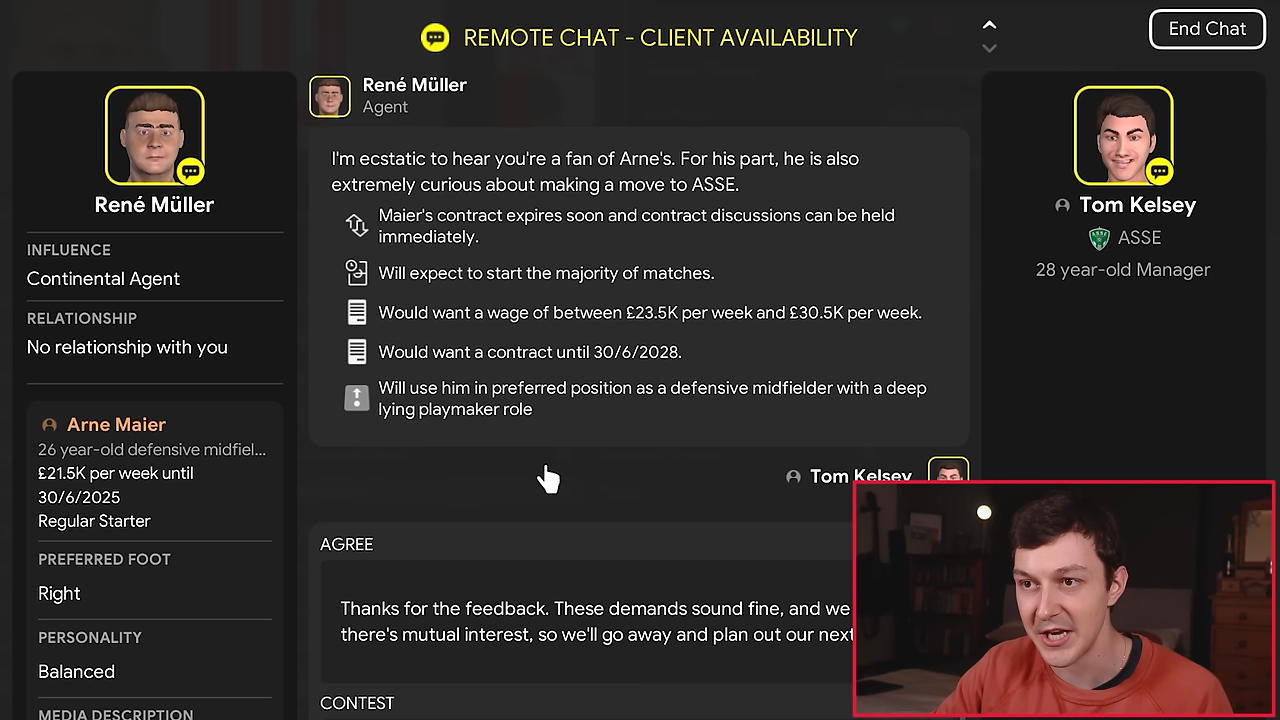 REMOTE CHAT - CLIENT AVAILABILITY
End Chat
René Müller
INFLUENCE
Continental Agent
RELATIONSHIP
No relationship with you
Arne Maier
26 year-old defensive midfiel...
£21.5K per week until
30/6/2025
Regular Starter
PREFERRED FOOT
Right
PERSONALITY
Balanced
MEDIA DESCRIPTION
René Müller
Agent
I'm ecstatic to hear you're a fan of Arne's. For his part, he is also
extremely curious about making a move to ASSE.
Maier's contract expires soon and contract discussions can be held
immediately.
Will expect to start the majority of matches.
Would want a wage of between £23.5K per week and £30.5K per week.
Would want a contract until 30/6/2028.
Will use him in preferred position as a defensive midfielder with a deep
lying playmaker role
Tom Kelsey
AGREE
Thanks for the feedback. These demands sound fine, and we
there's mutual interest, so we'll go away and plan out our next
CONTEST
Tom Kelsey
ASSE
28 year-old Manager